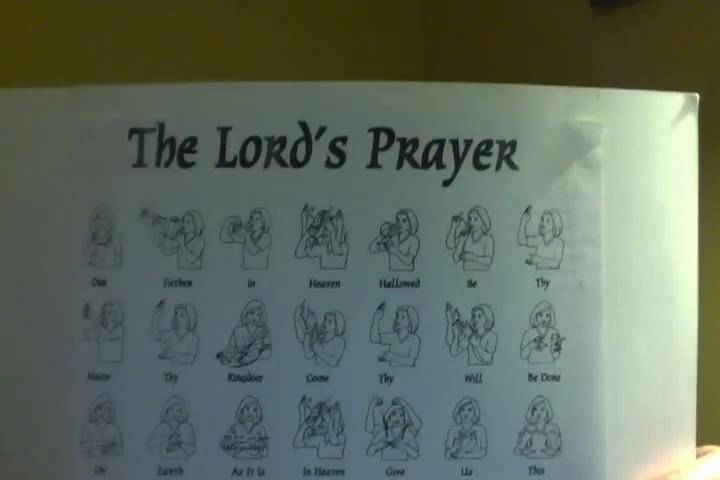 The Lord's Prayer
Our Father in Heaven Hallowed Be Thy
Name Thy Kingdom Come Thy Will Be Done
On Earth As It Is In Heaven Give Us This